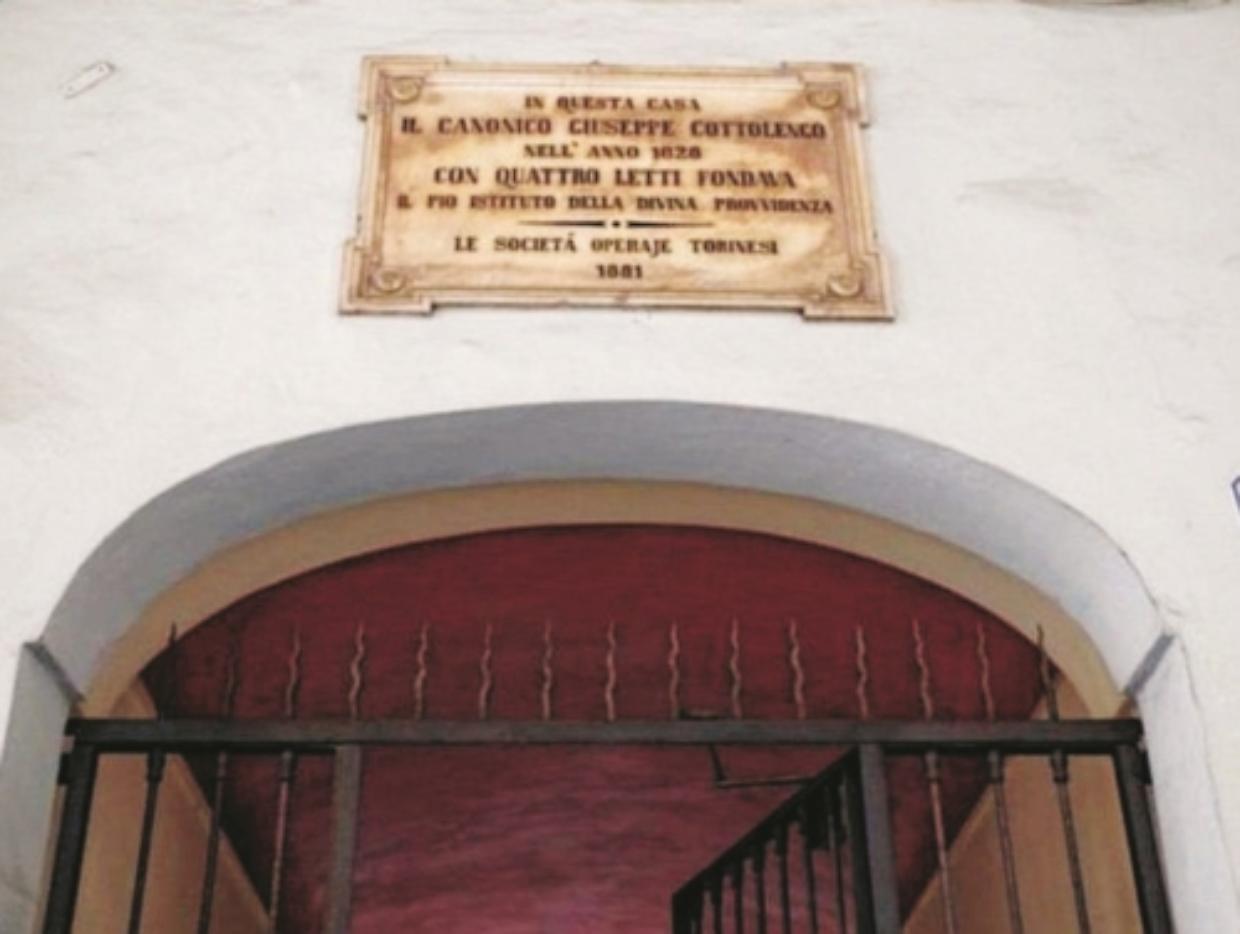 IN QUESTA CASA
IL CANONICO GIUSEPPE COTTOLENGO
NELL' ANNO 1828
CON QUATTRO LETTI FONDAVA
IL PIO ISTITUTO DELLA DIVINA PROVVIDENZA
LE SOCIETÁ OPERAJE TORINESI
1881